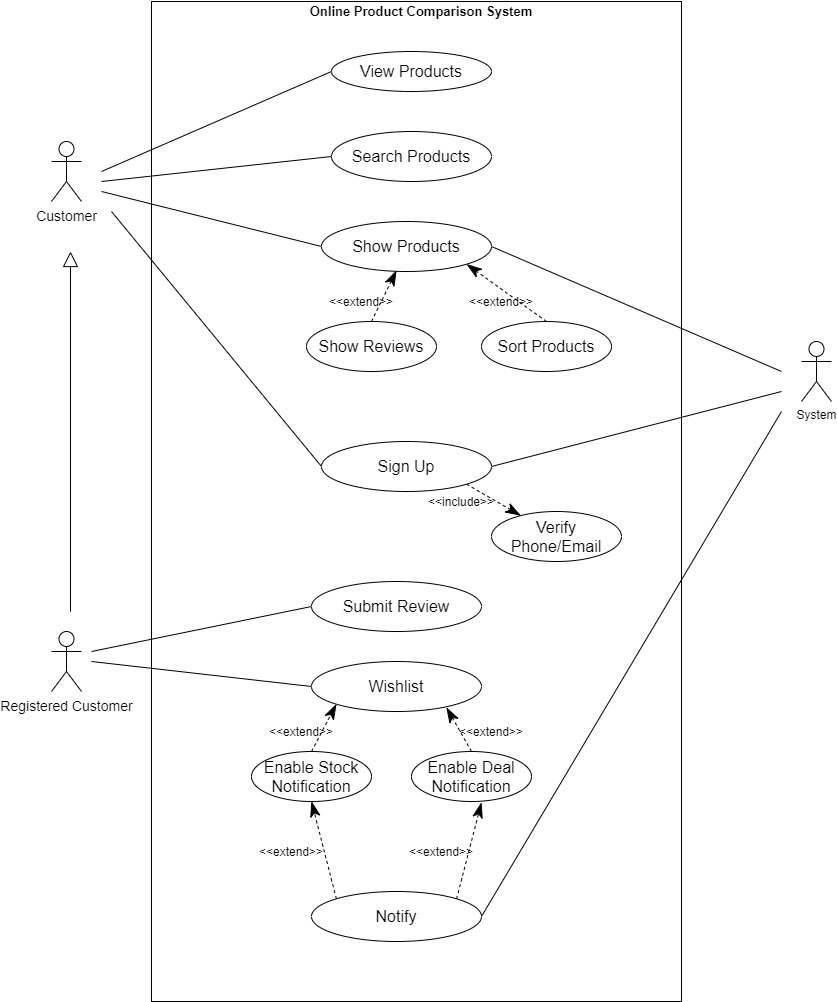 Online Product Comparison System
View Products
Search Products
Customer
Show Products
<<extend>>
<<extend>>
Show Reviews
Sort Products
System
Sign Up
<<include>>
Verify
Phone/Email
Submit Review
Wishlist
Registered Customer
<<extend>>
<<extend>>
Enable Stock
Notification
Enable Deal
Notification
<<extend>>
<<extend>>
Notify